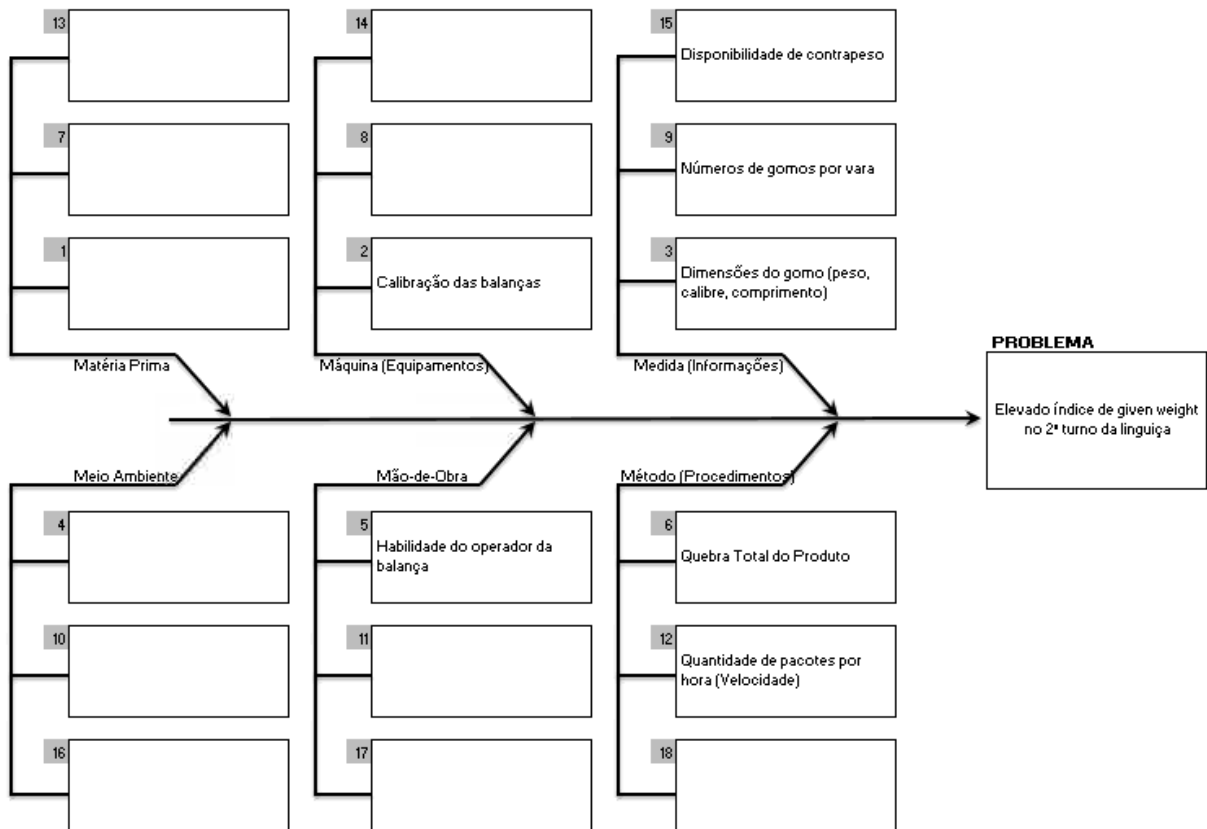 13
14
15
Disponibilidade de contrapeso
7
8
9
Números de gomos por vara
1
2
Calibração das balanças
3
Dimensões do gomo (peso,
calibre, comprimento)
Matéria Prima
Máquina (Equipamentos)
Medida (Informações)
PROBLEMA
Elevado índice de given weight
no 2º turno da linguiça
Meio Ambiente
Mão-de-Obra
Método (Procedimentos)
4
5
Habilidade do operador da
balança
6
Quebra Total do Produto
10
11
12
Quantidade de pacotes por
hora (Velocidade)
16
17
18